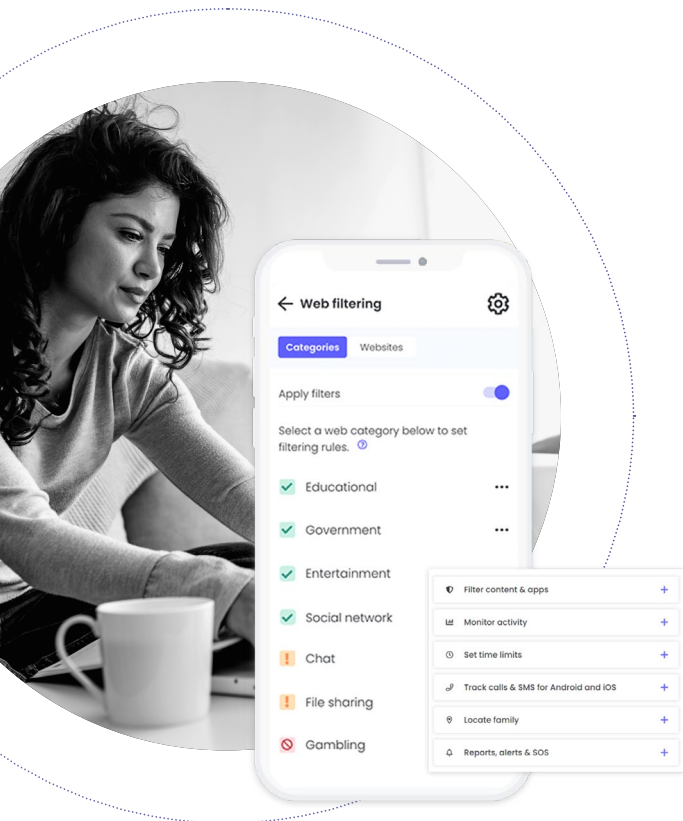 Web filtering
Categories Websites
Apply filters
Select a web category below to set
filtering rules.
Educational
Government
Entertainment
Social network
Chat
File sharing
Gambling
Filter content & apps
Monitor activity
Set time limits
Track calls & SMS for Android and iOS
Locate family
Reports, alerts & SOS